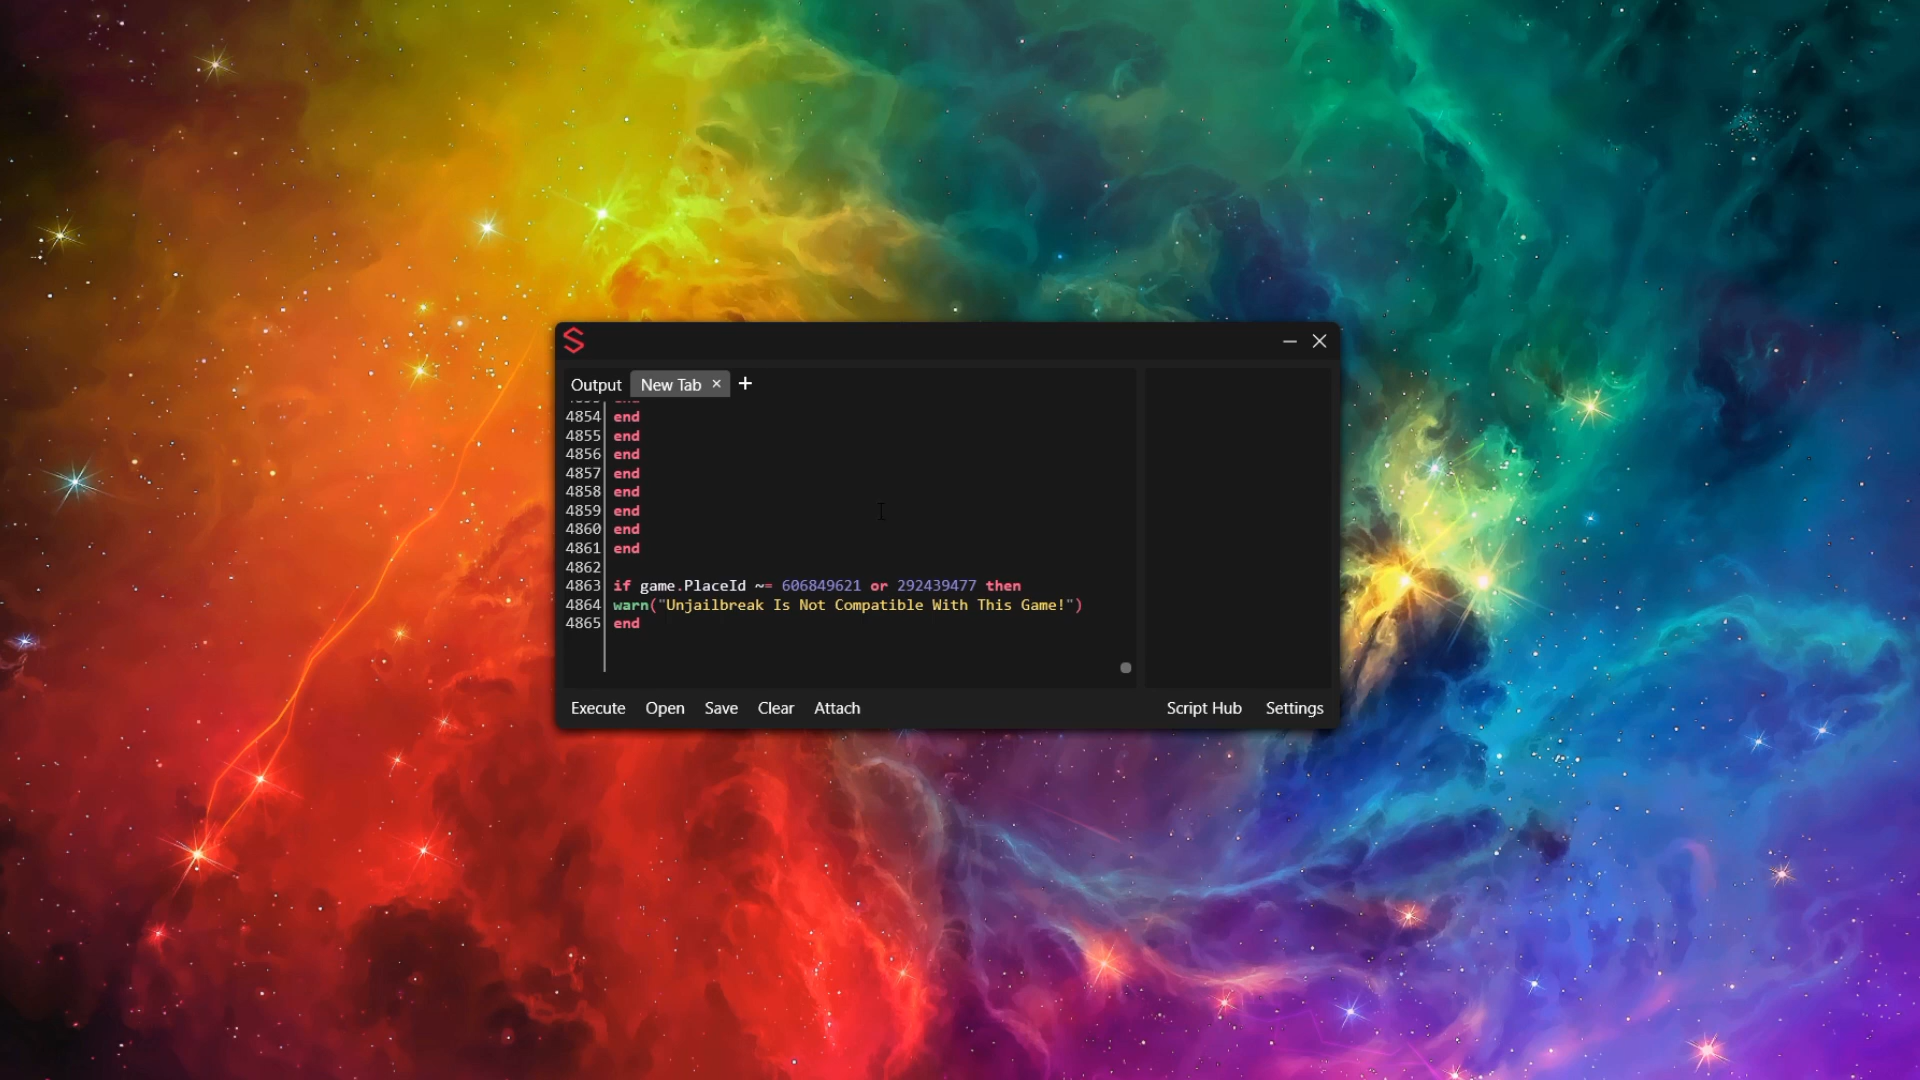 Output New Tab × +
4854 end
4855 end
4856 end
4857 end
4858 end
4859 end
4860 end
4861 end
4862
4863 if game.PlaceId ~= 606849621 or 292439477 then
4864 warn("Unjailbreak Is Not Compatible With This Game!")
4865 end
Execute Open Save Clear Attach Script Hub Settings